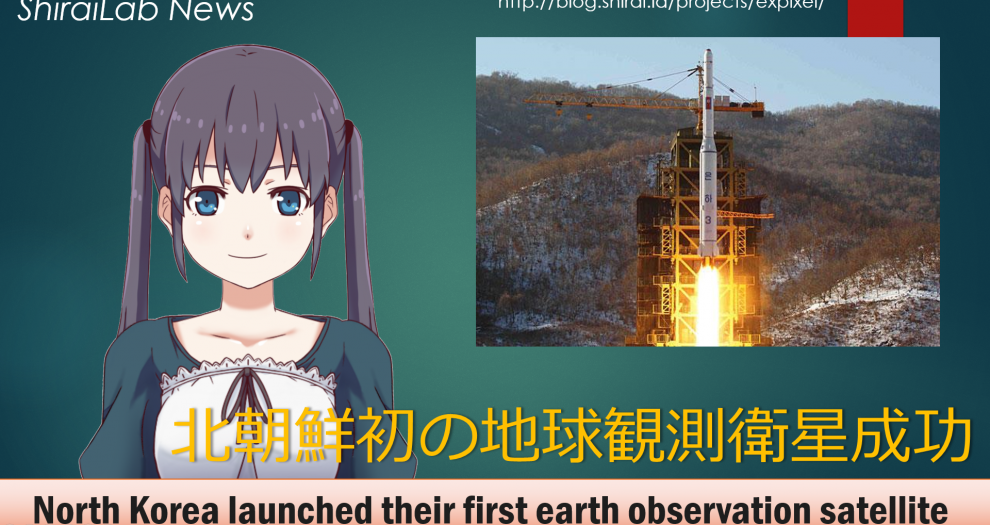 ShiraiLab News
http://blog.shirai.la/projects/expixel/
은
하
3
北朝鮮初の地球観測衛星成功
North Korea launched their first earth observation satellite